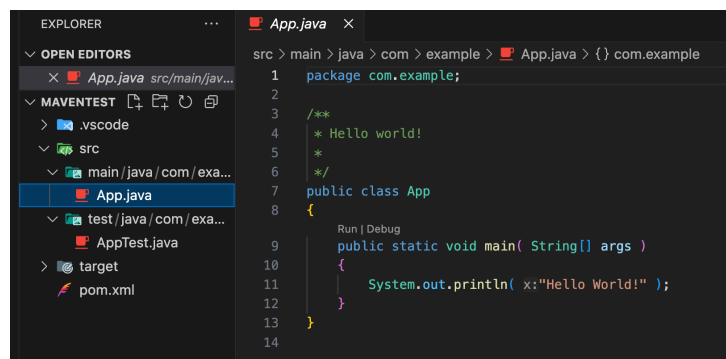 EXPLORER ···
OPEN EDITORS
App.java src/main/jav...
MAVENTEST
.vscode
src
main/java/com/exa...
App.java
test/java/com/exa...
AppTest.java
target
pom.xml
App.java
src > main > java > com > example > App.java > {} com.example
1 package com.example;
2
3 /**
4 * Hello world!
5 *
6 */
7 public class App
8 {
Run | Debug
9 public static void main( String[] args )
10 {
11 System.out.println( x:"Hello World!" );
12 }
13 }
14